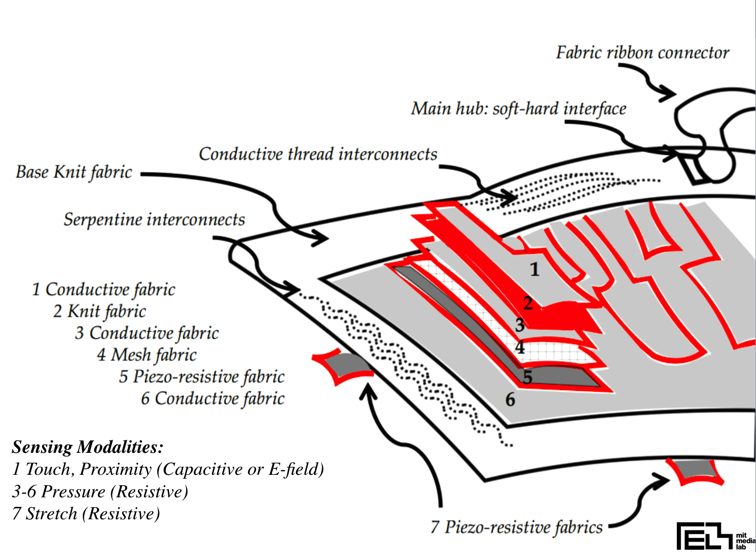 Fabric ribbon connector
Main hub: soft-hard interface
Conductive thread interconnects
Base Knit fabric
Serpentine interconnects
1 Conductive fabric
2 Knit fabric
3 Conductive fabric
4 Mesh fabric
5 Piezo-resistive fabric
6 Conductive fabric
1
2
3
4
5
6
Sensing Modalities:
1 Touch, Proximity (Capacitive or E-field)
3-6 Pressure (Resistive)
7 Stretch (Resistive)
7 Piezo-resistive fabrics
mit
media
lab